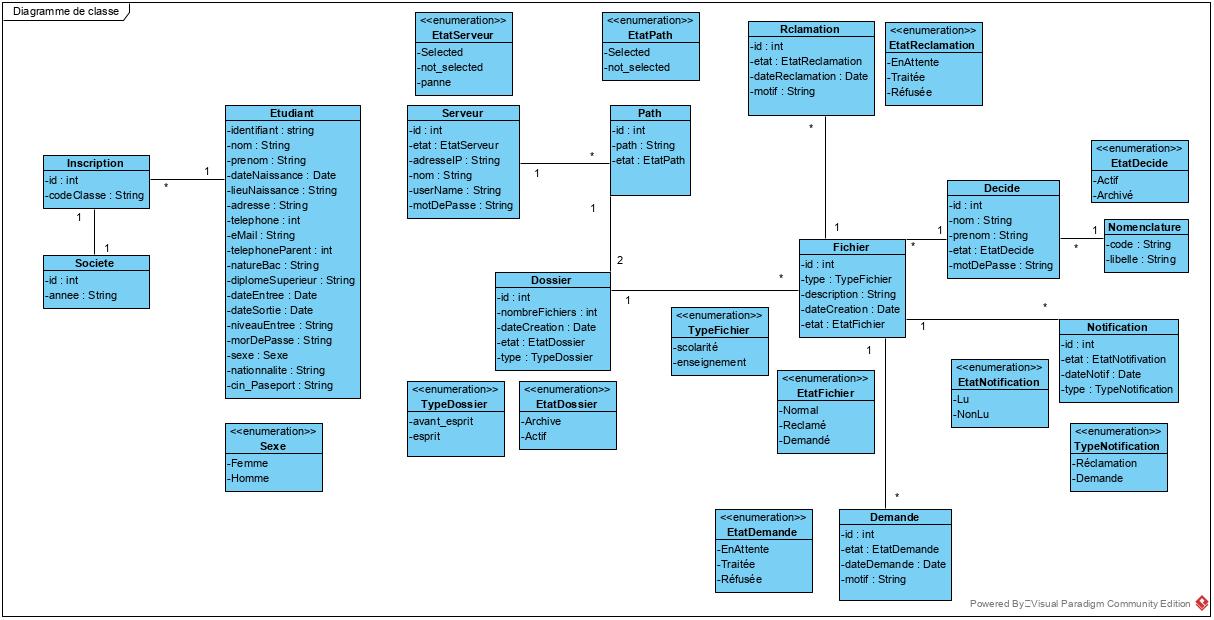 Diagramme de classe
<<enumeration>>
EtatServeur
-Selected
-not_selected
-panne
<<enumeration>>
EtatPath
-Selected
-not_selected
Rclamation
-id : int
-etat : EtatReclamation
-dateReclamation : Date
-motif : String
<<enumeration>>
EtatReclamation
-EnAttente
-Traitée
-Réfusée
Etudiant
-identifiant : string
-nom : String
-prenom : String
-dateNaissance : Date
-lieuNaissance : String
-adresse : String
-telephone : int
-eMail : String
-telephoneParent : int
-natureBac : String
-diplomeSuperieur : String
-dateEntree : Date
-dateSortie : Date
-niveauEntree : String
-morDePasse : String
-sexe : Sexe
-nationnalite : String
-cin_Paseport : String
Serveur
-id : int
-etat : EtatServeur
-adresseIP : String
-nom : String
-userName : String
-motDePasse : String
Path
-id : int
-path : String
-etat : EtatPath
Inscription
-id : int
-codeClasse : String
*
1
1
1
Societe
-id : int
-annee : String
1
*
1
2
*
1
<<enumeration>>
EtatDecide
-Actif
-Archivé
Decide
-id : int
-nom : String
-prenom : String
-etat : EtatDecide
-motDePasse : String
Nomenclature
-code : String
-libelle : String
*
1
*
1
Fichier
-id : int
-type : TypeFichier
-description : String
-dateCreation : Date
-etat : EtatFichier
Dossier
-id : int
-nombreFichiers : int
-dateCreation : Date
-etat : EtatDossier
-type : TypeDossier
1
*
<<enumeration>>
TypeFichier
-scolarité
-enseignement
1
*
Notification
-id : int
-etat : EtatNotifivation
-dateNotif : Date
-type : TypeNotification
<<enumeration>>
EtatNotification
-Lu
-NonLu
<<enumeration>>
EtatFichier
-Normal
-Reclamé
-Demandé
<<enumeration>>
TypeDossier
-avant_esprit
-esprit
<<enumeration>>
EtatDossier
-Archive
-Actif
<<enumeration>>
Sexe
-Femme
-Homme
<<enumeration>>
TypeNotification
-Réclamation
-Demande
1
*
<<enumeration>>
EtatDemande
-EnAttente
-Traitée
-Réfusée
Demande
-id : int
-etat : EtatDemande
-dateDemande : Date
-motif : String
Powered By Visual Paradigm Community Edition